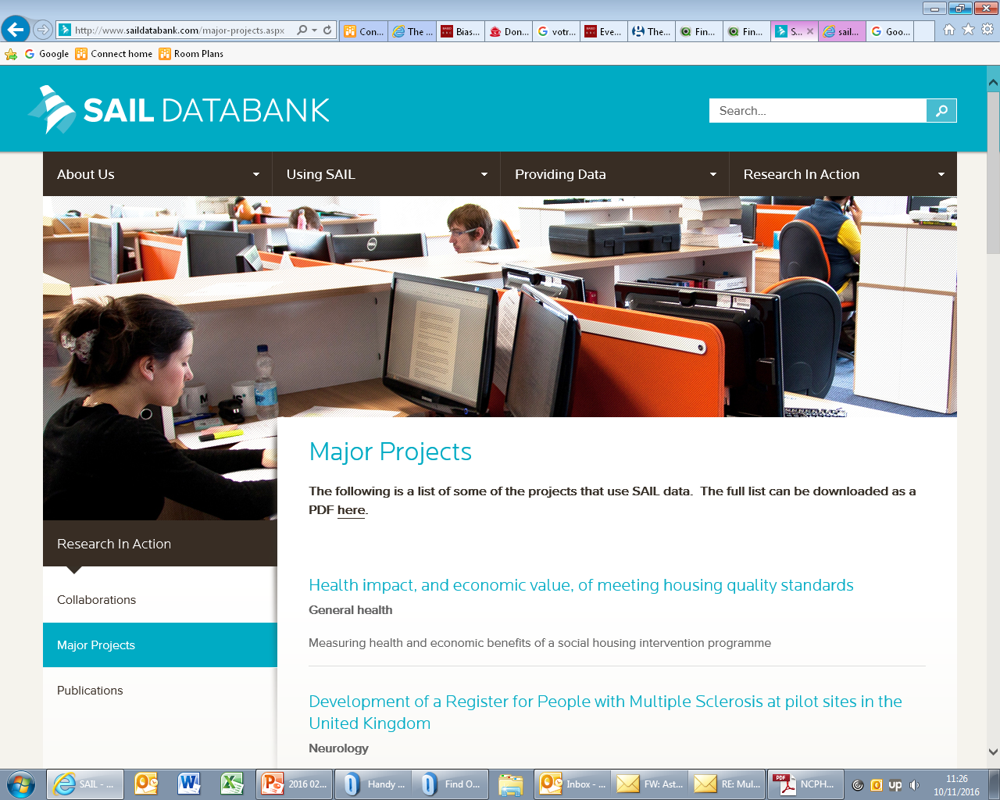 http://www.saildatabank.com/major-projects.aspx
Con...
The ...
Bias...
Don...
votr...
Eve...
The...
Fin...
Fin...
S...
sail...
Goo...
Google
Connect home
Room Plans
SAIL DATABANK
Search...
About Us
Using SAIL
Providing Data
Research In Action
DELL
Major Projects
The following is a list of some of the projects that use SAIL data.  The full list can be downloaded as a
PDF here.
Research In Action
Collaborations
Major Projects
Publications
Health impact, and economic value, of meeting housing quality standards
General health
Measuring health and economic benefits of a social housing intervention programme
Development of a Register for People with Multiple Sclerosis at pilot sites in the
United Kingdom
Neurology
SAIL - ...
2016 02...
Handy ...
Find O...
Inbox - ...
FW: Ast...
RE: Mul...
PDF
NCPH...
up
11:26
10/11/2016